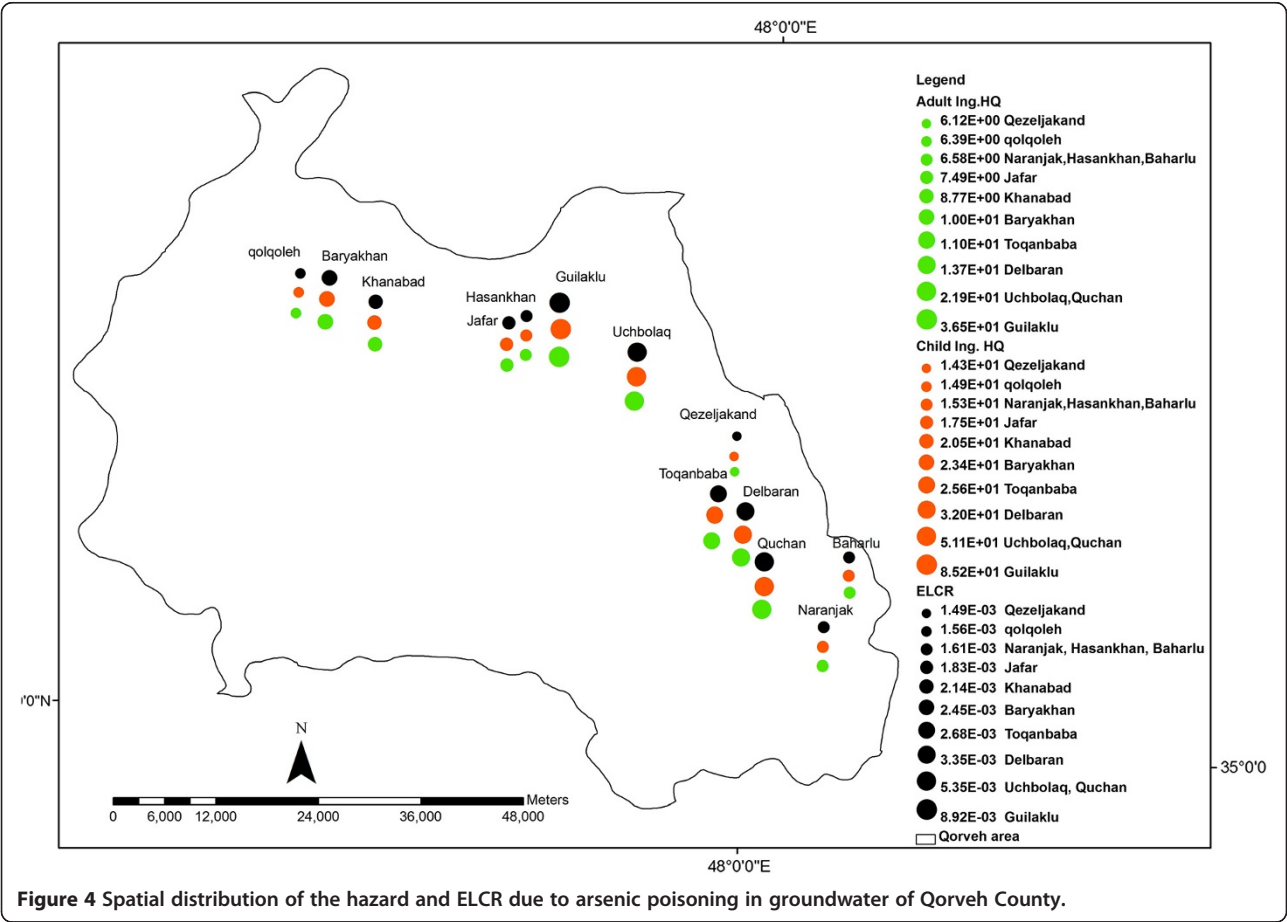 48°0'0"E
Legend
Adult Ing.HQ
6.12E+00 Qezeljakand
6.39E+00 qolqoleh
6.58E+00 Naranjak,Hasankhan,Baharlu
7.49E+00 Jafar
8.77E+00 Khanabad
1.00E+01 Baryakhan
1.10E+01 Toqanbaba
1.37E+01 Delbaran
2.19E+01 Uchbolaq,Quchan
3.65E+01 Guilaklu
Child Ing. HQ
1.43E+01 Qezeljakand
1.49E+01 qolqoleh
1.53E+01 Naranjak,Hasankhan,Baharlu
1.75E+01 Jafar
2.05E+01 Khanabad
2.34E+01 Baryakhan
2.56E+01 Toqanbaba
3.20E+01 Delbaran
5.11E+01 Uchbolaq,Quchan
8.52E+01 Guilaklu
ELCR
1.49E-03 Qezeljakand
1.56E-03 qolqoleh
1.61E-03 Naranjak, Hasankhan, Baharlu
1.83E-03 Jafar
2.14E-03 Khanabad
2.45E-03 Baryakhan
2.68E-03 Toqanbaba
3.35E-03 Delbaran
5.35E-03 Uchbolaq, Quchan
8.92E-03 Guilaklu
Qorveh area
qolqoleh
Baryakhan
Khanabad
Guilaklu
Hasankhan
Jafar
Uchbolaq
Qezeljakand
Toqanbaba
Delbaran
Quchan
Baharlu
Naranjak
)'0"N
35°0'0
N
Meters
0 6,000 12,000 24,000 36,000 48,000
48°0'0"E
Figure 4 Spatial distribution of the hazard and ELCR due to arsenic poisoning in groundwater of Qorveh County.